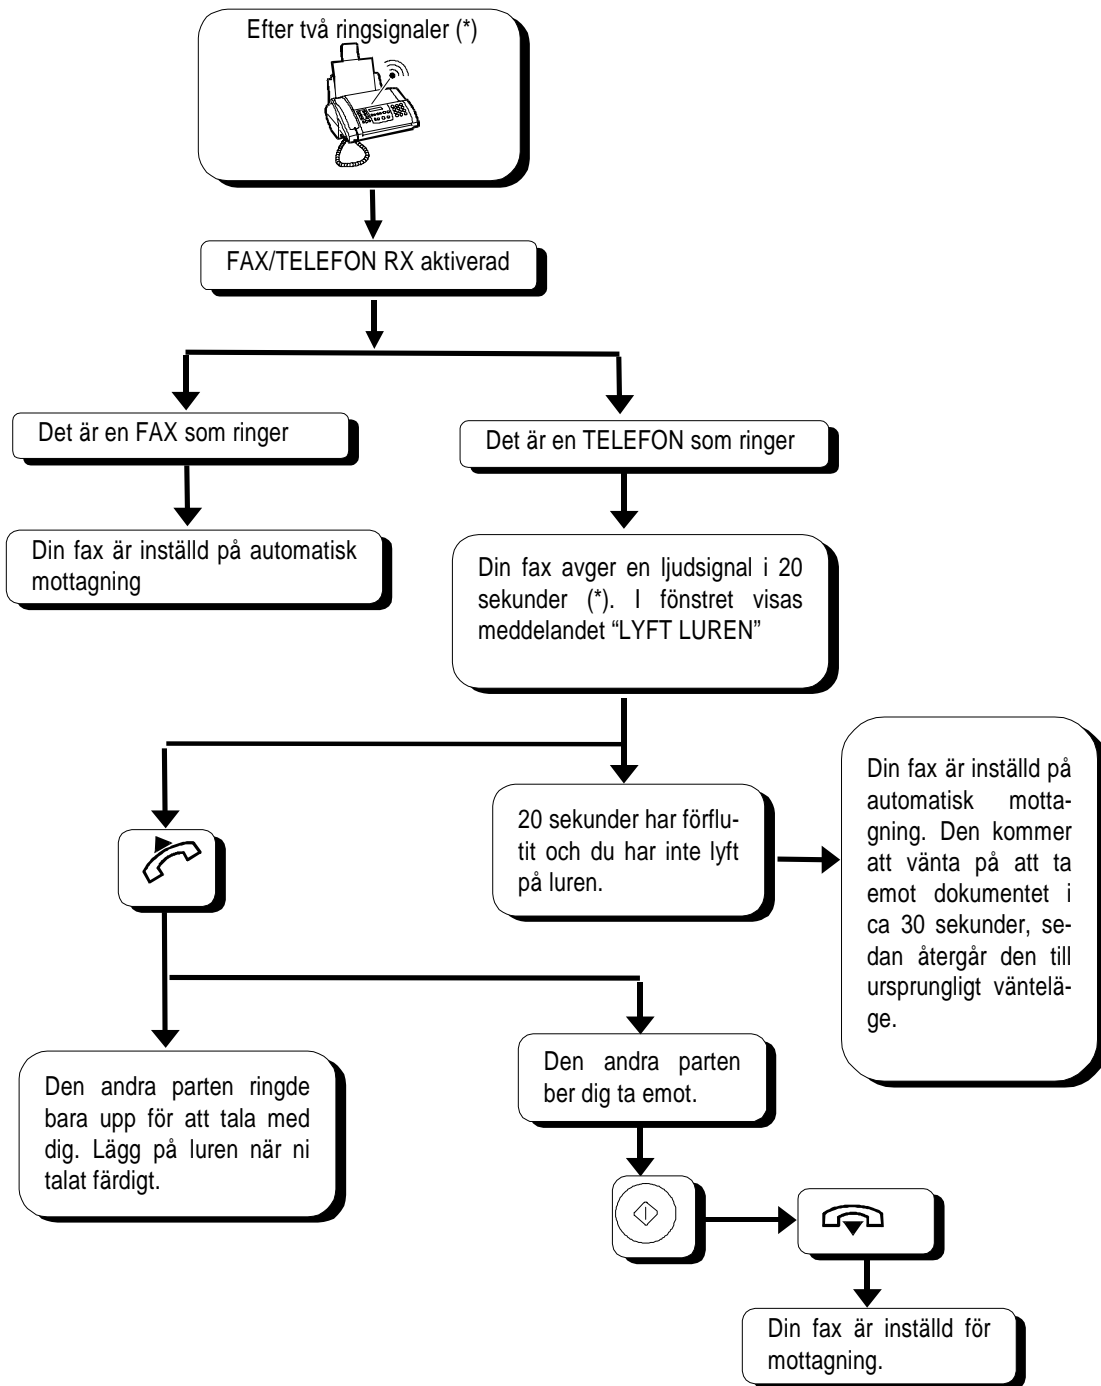 Efter två ringsignaler (*)
FAX/TELEFON RX aktiverad
Det är en FAX som ringer
Det är en TELEFON som ringer
Din fax är inställd på automatisk
mottagning
Din fax avger en ljudsignal i 20
sekunder (*). I fönstret visas
meddelandet “LYFT LUREN”
20 sekunder har förflu-
tit och du har inte lyft
på luren.
Din fax är inställd på
automatisk motta-
gning. Den kommer
att vänta på att ta
emot dokumentet i
ca 30 sekunder, se-
dan återgår den till
ursprungligt väntelä-
ge.
Den andra parten ringde
bara upp för att tala med
dig. Lägg på luren när ni
talat färdigt.
Den andra parten
ber dig ta emot.
Din fax är inställd för
mottagning.